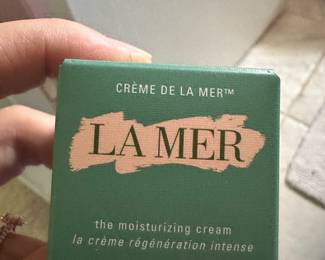 CRÈME DE LA MER™
LA MER
the moisturizing cream
la crème régénération intense